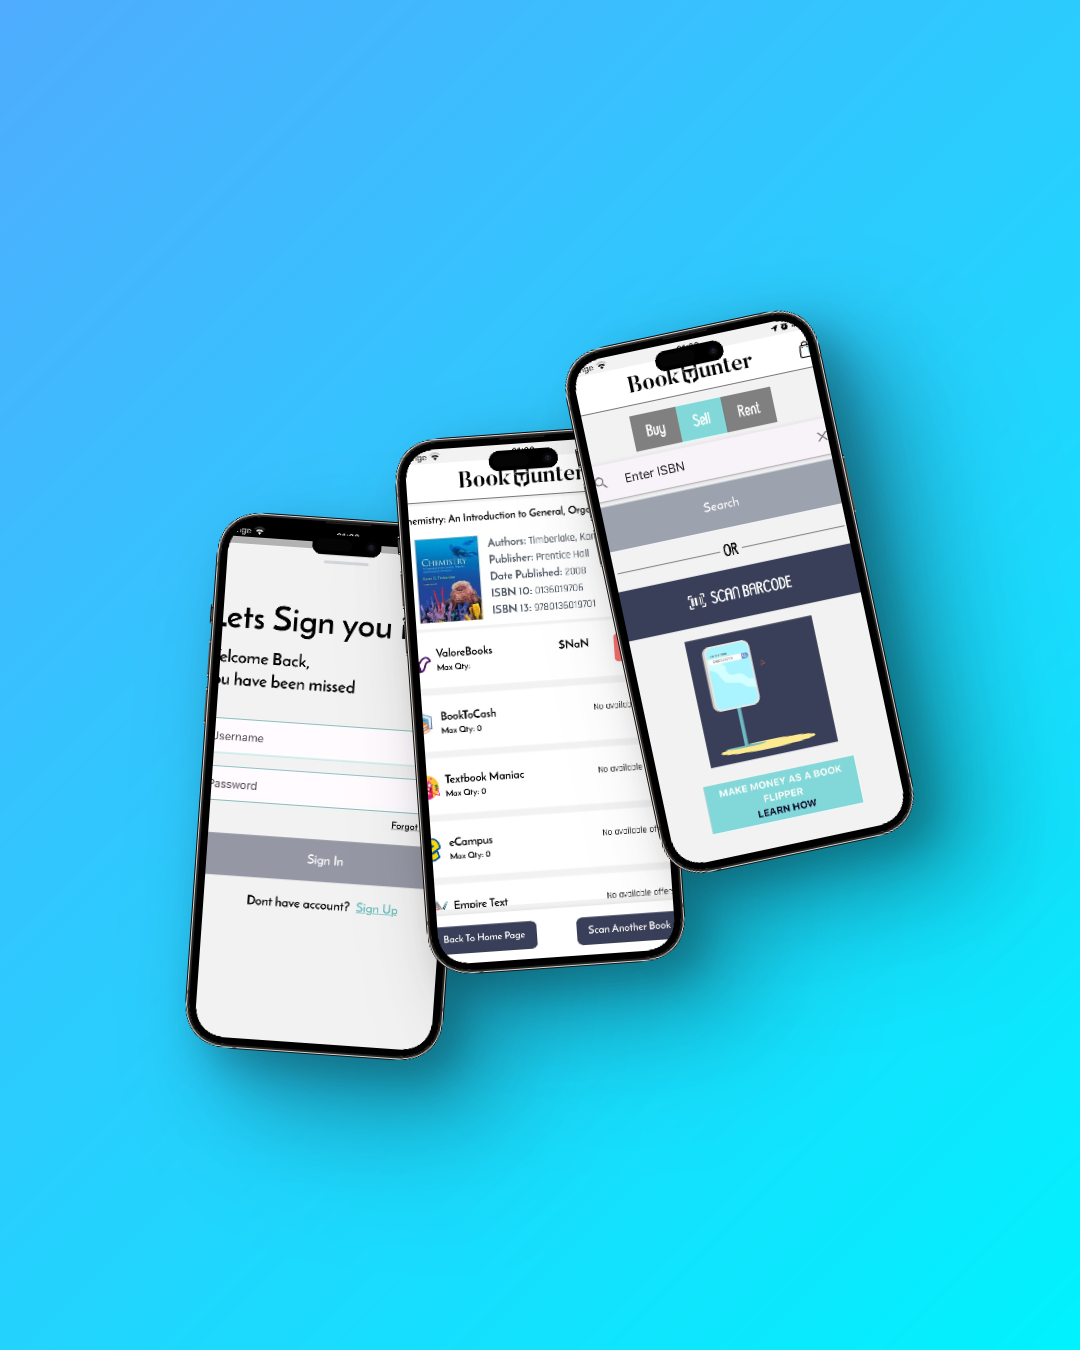 Lets Sign you i
elcome Back,
ou have been missed
Username
Password
Forgot
Sign In
Dont have account? Sign Up
Book Hunter
hemistry: An Introduction to General, Orga
CHEMISTRY
Authors: Timberlake, Kar
Publisher: Prentice Hall
Date Published: 2008
ISBN 10: 0136019706
ISBN 13: 9780136019701
ValoreBooks
$NaN
Max Qty:
BookToCash
No availa
Max Qty: 0
Textbook Maniac
No available
Max Qty: 0
eCampus
No available of
Max Qty: 0
Empire Text
No available offer
Back To Home Page
Scan Another Book
Book Hunter
Buy
Sell
Rent
Enter ISBN
Search
OR
SCAN BARCODE
MAKE MONEY AS A BOOK
FLIPPER
LEARN HOW